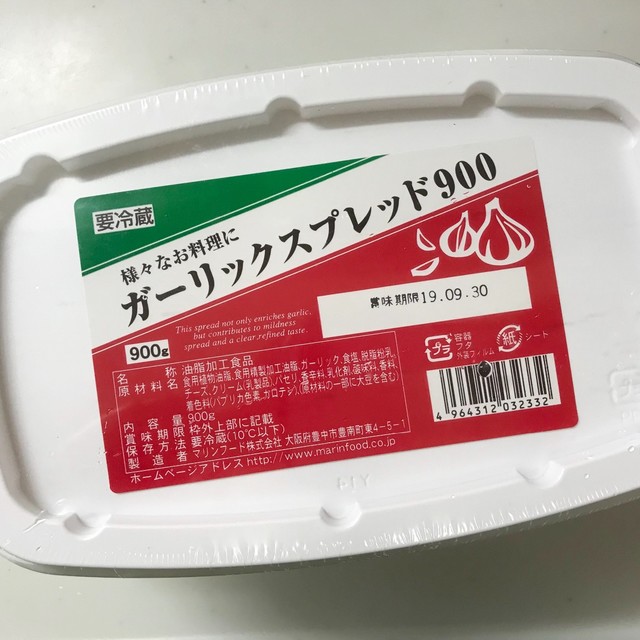 要冷蔵
様々なお料理に
ガーリックスプレッド900
This spread not only enriches garlic.
but contributes to mildness
spread and a clear,refined taste.
900g
賞味期限19.09.30
プラ
容器
フタ
外装フィルム
紙
シート
名称 油脂加工食品
原材料名 食用植物油脂、食用精製加工油脂、ガーリック、食塩、脱脂粉乳、
チーズ、クリーム(乳製品)、パセリ、香辛料、乳化剤、酸味料、香料、
着色料(パプリカ色素、カロテン)、(原材料の一部に大豆を含む)
内容量 900g
賞味期限 枠外上部に記載
保存方法 要冷蔵(10℃以下)
製造者 マリンフード株式会社 大阪府豊中市豊南町東4-5-1
ホームページアドレス http://www.marinfood.co.jp
4 964312 032332